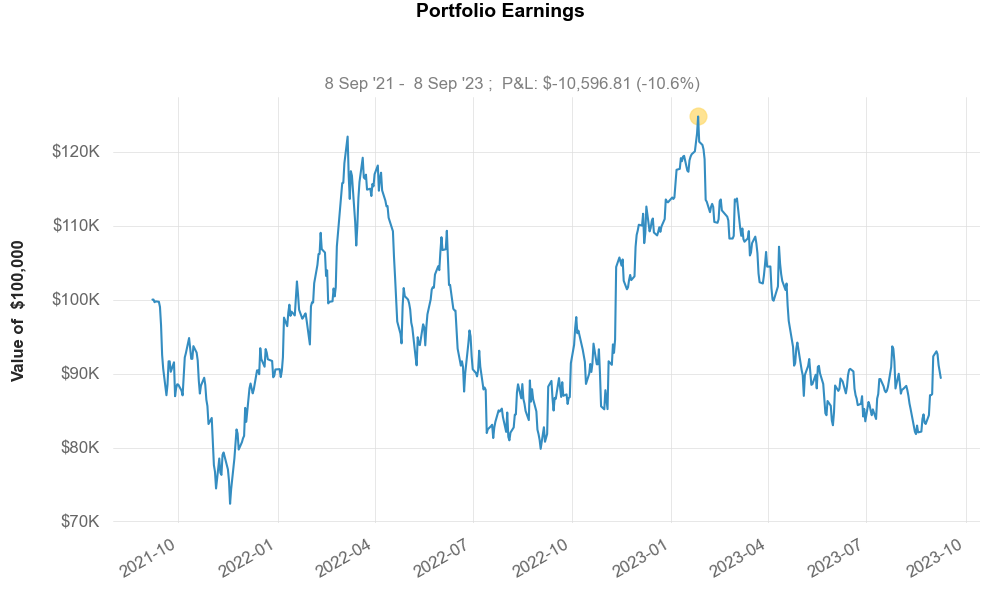 Portfolio Earnings
8 Sep '21 - 8 Sep '23 ; P&L: $-10,596.81 (-10.6%)
Value of $100,000
$120K
$110K
$100K
$90K
$80K
$70K
2021-10
2022-01
2022-04
2022-07
2022-10
2023-01
2023-04
2023-07
2023-10